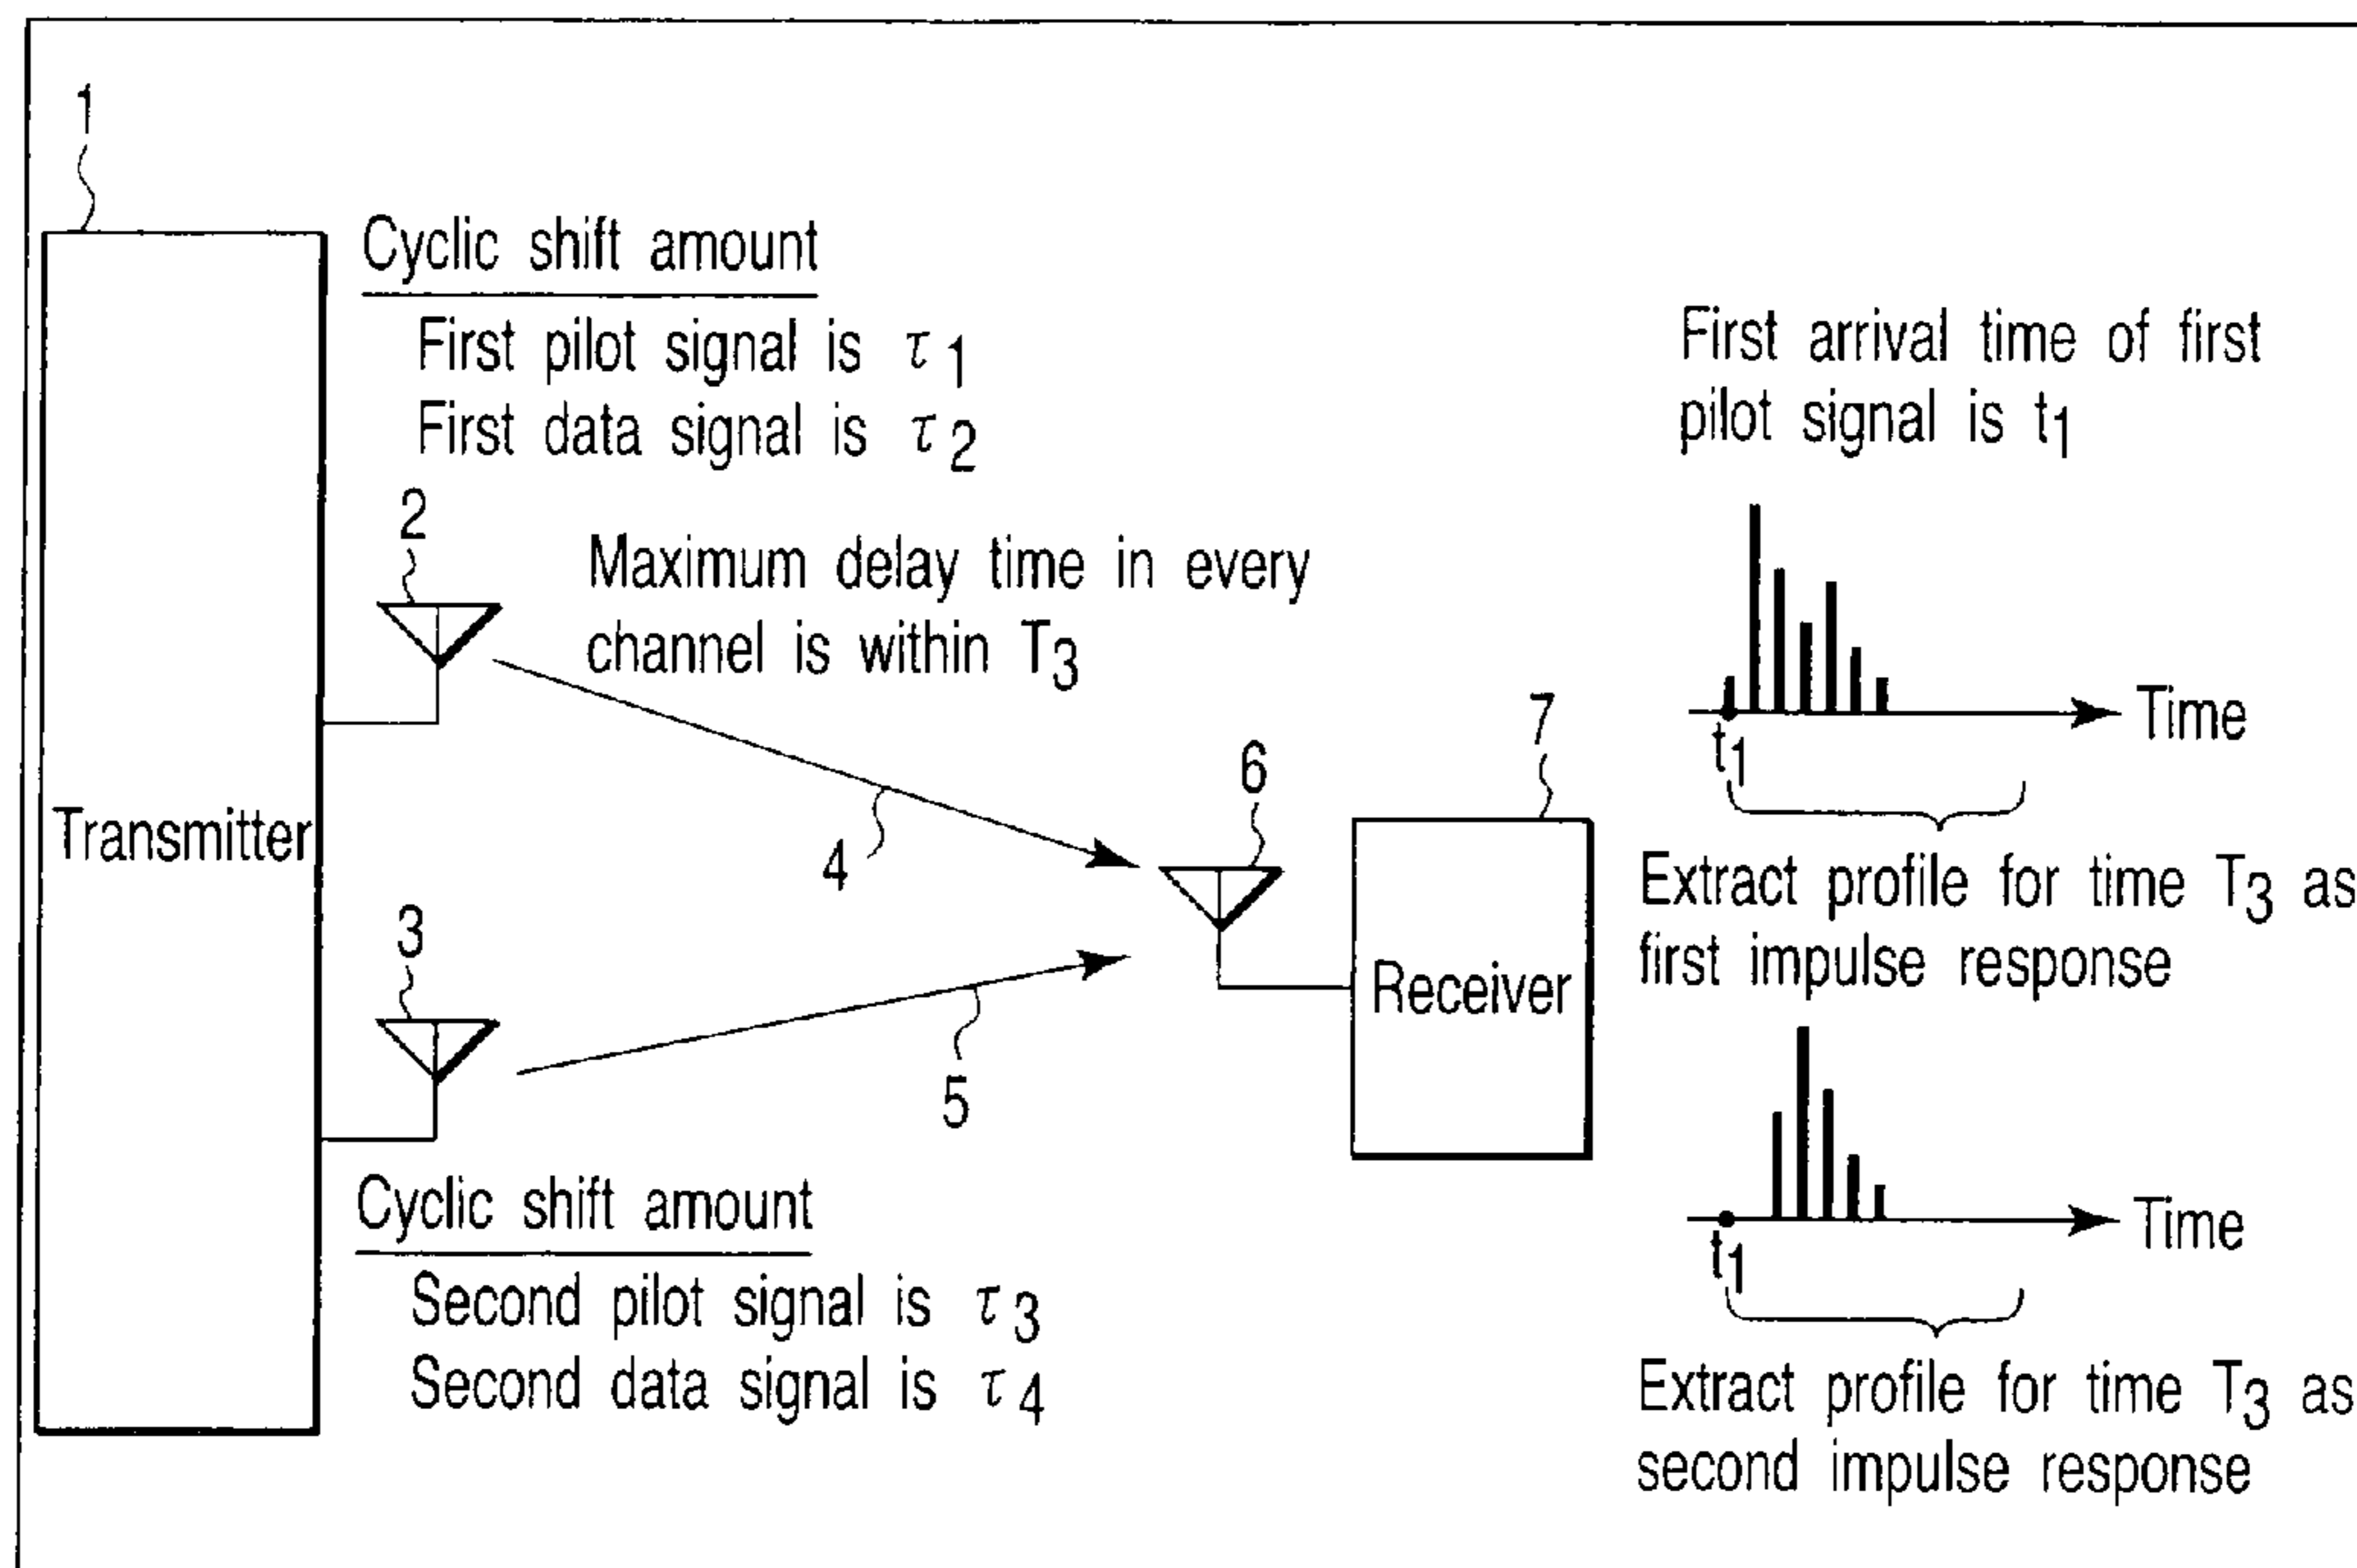 1
Cyclic shift amount
First pilot signal is τ1
First data signal is τ2
First arrival time of first
pilot signal is t1
2
Maximum delay time in every
channel is within T3
7
Time
t1
6
Transmitter
4
Extract profile for time T3 as
first impulse response
3
Receiver
5
Cyclic shift amount
Second pilot signal is τ3
Second data signal is τ4
Time
t1
Extract profile for time T3 as
second impulse response